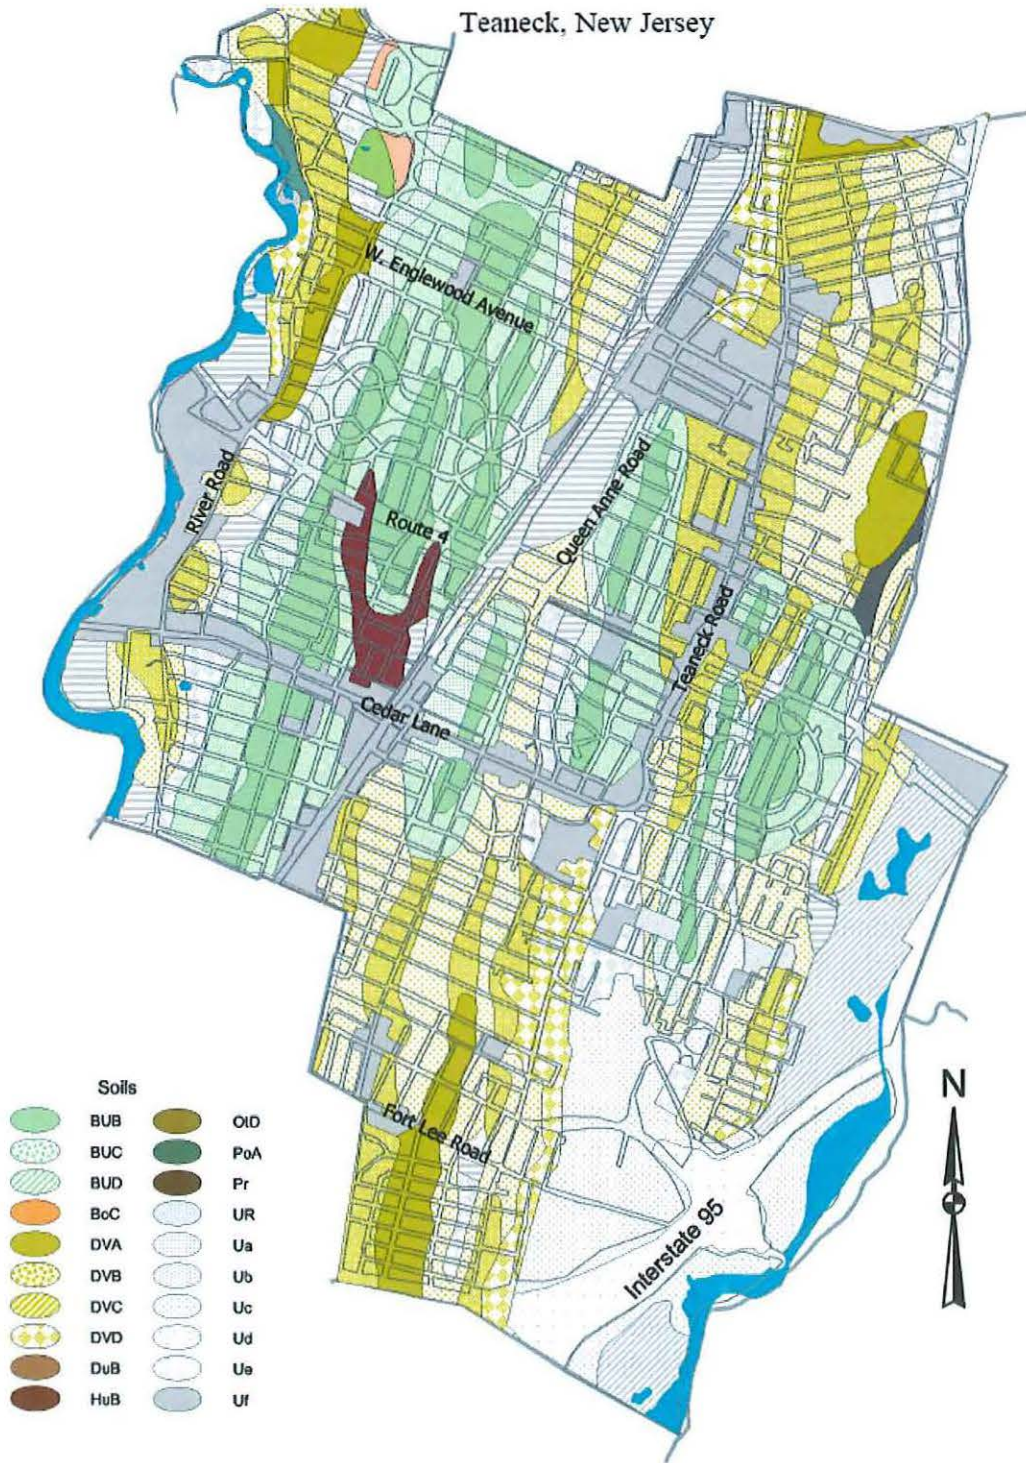 Teaneck, New Jersey
W. Englewood Avenue
River Road
Route 4
Queen Anne Road
Teaneck Road
Cedar Lane
Fort Lee Road
Interstate 95
N
Soils
BUB
BUC
BUD
BoC
DVA
DVB
DVC
DVD
DuB
HuB
OtD
PoA
Pr
UR
Ua
Ub
Uc
Ud
Ue
Uf